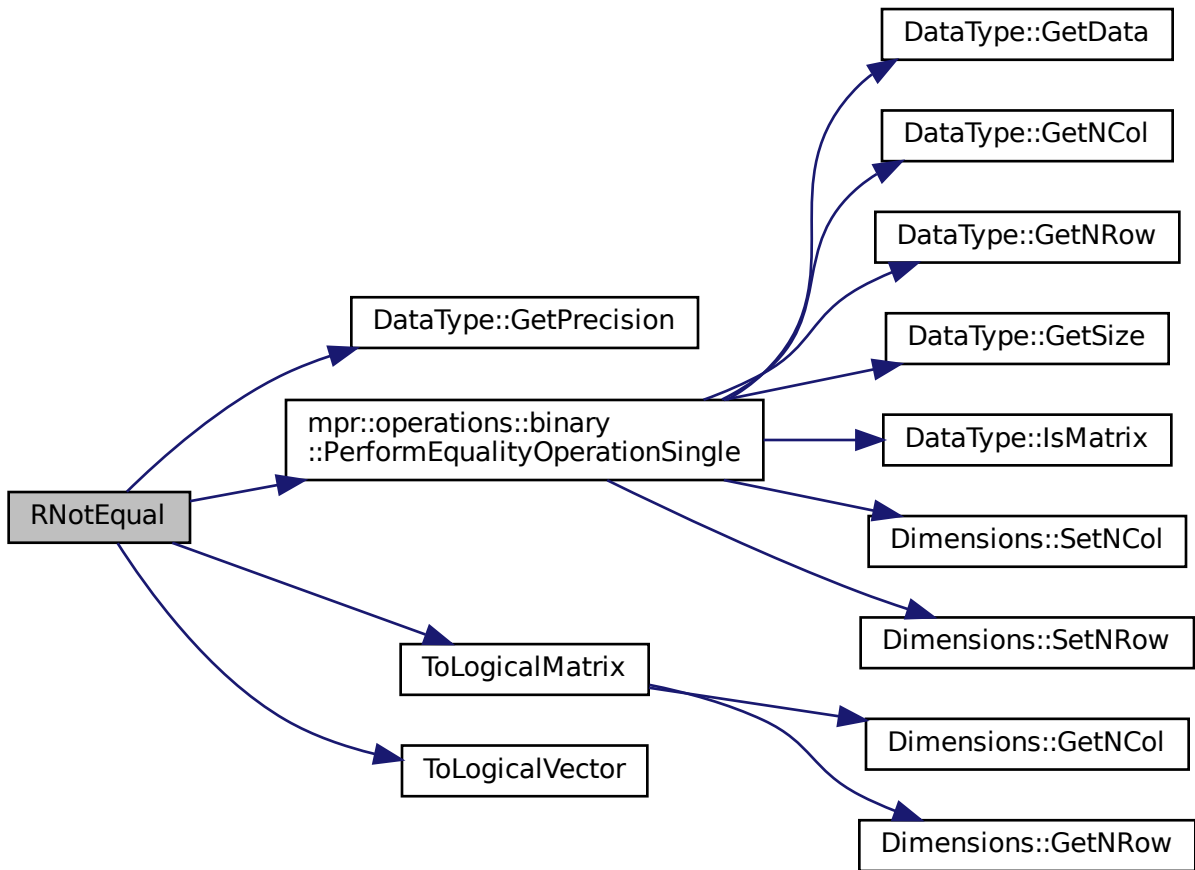 RNotEqual
DataType::GetPrecision
mpr::operations::binary
::PerformEqualityOperationSingle
DataType::GetData
DataType::GetNCol
DataType::GetNRow
DataType::GetSize
DataType::IsMatrix
Dimensions::SetNCol
Dimensions::SetNRow
ToLogicalMatrix
Dimensions::GetNCol
Dimensions::GetNRow
ToLogicalVector